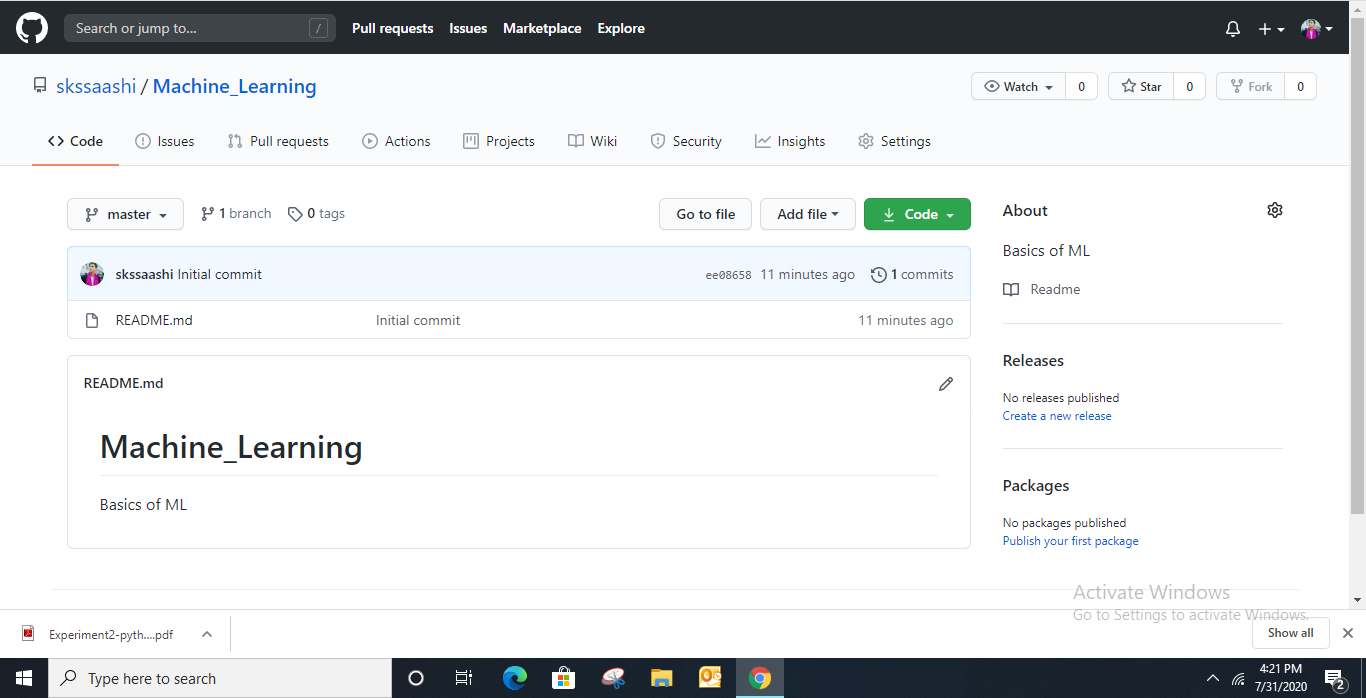 Search or jump to... /
Pull requests Issues Marketplace Explore
skssaashi / Machine_Learning
Watch 0 Star 0 Fork 0
Code Issues Pull requests Actions Projects Wiki Security Insights Settings
master 1 branch 0 tags Go to file Add file Code
skssaashi Initial commit ee08658 11 minutes ago 1 commits
README.md Initial commit 11 minutes ago
README.md
Machine_Learning
Basics of ML
About
Basics of ML
Readme
Releases
No releases published
Create a new release
Packages
No packages published
Publish your first package
Activate Windows
Go to Settings to activate Windows.
Experiment2-pyth....pdf
Show all
Type here to search
4:21 PM
7/31/2020
2